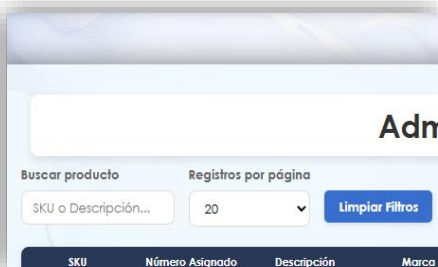 Adm
Buscar producto Registros por página
SKU o Descripción... 20 Limpiar Filtros
SKU Número Asignado Descripción Marca